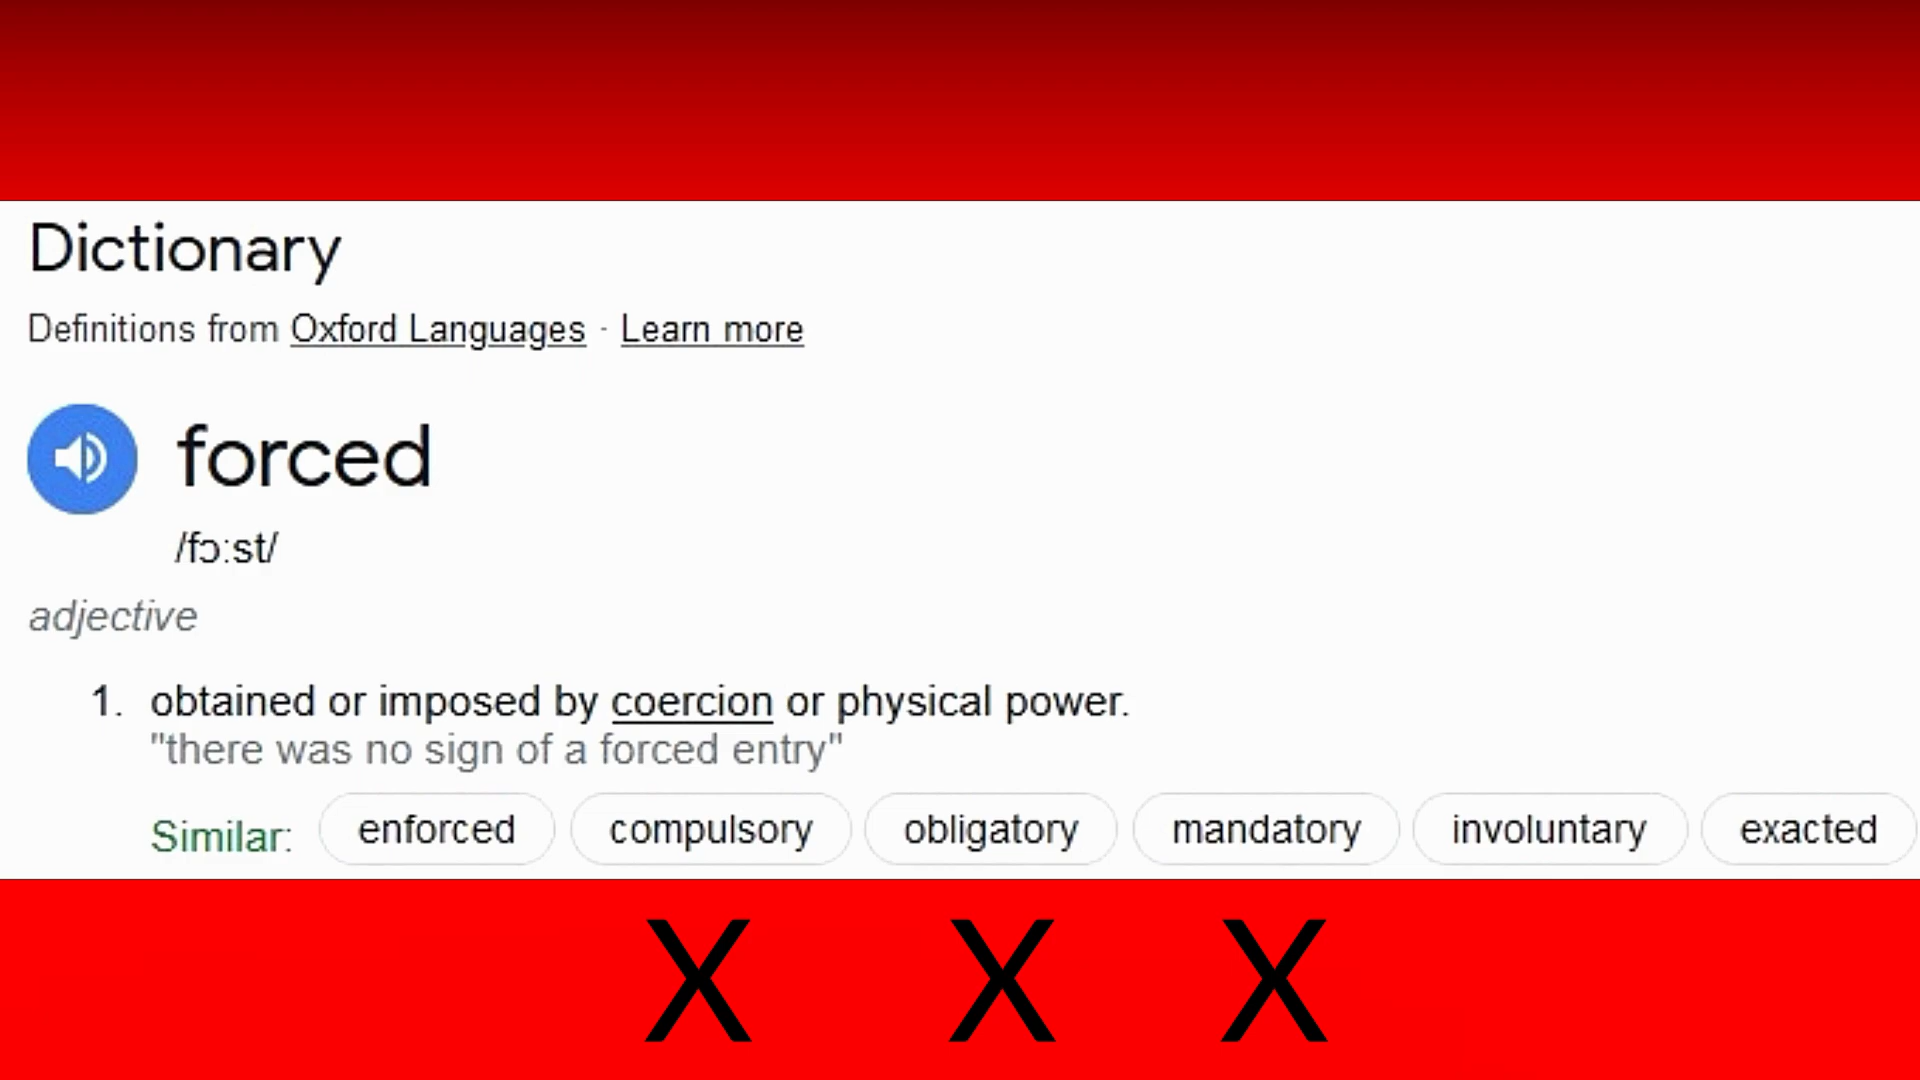 Dictionary
Definitions from Oxford Languages · Learn more
forced
/fɔːst/
adjective
1. obtained or imposed by coercion or physical power.
"there was no sign of a forced entry"
Similar: enforced compulsory obligatory mandatory involuntary exacted
X X X